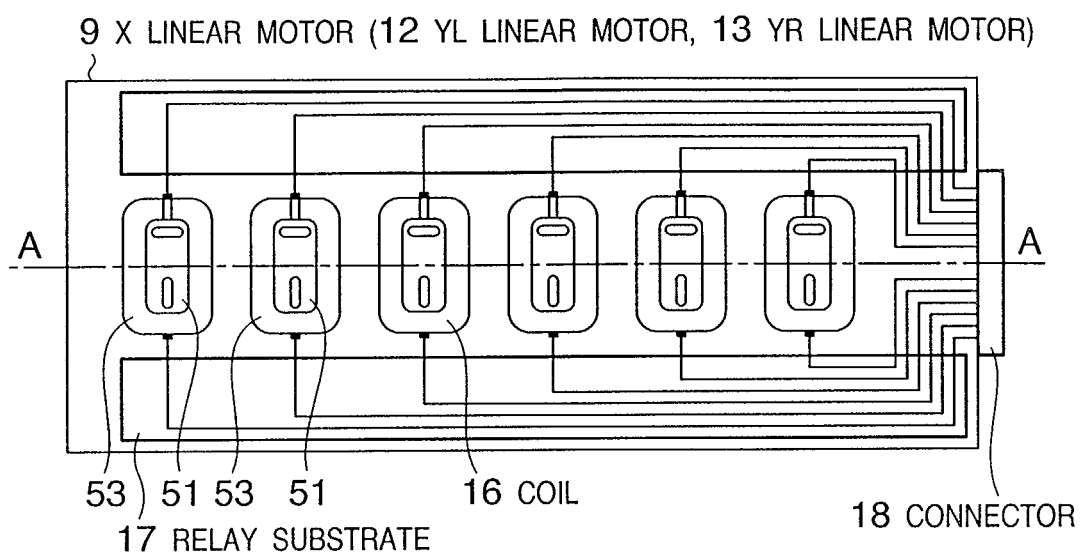 9 X LINEAR MOTOR (12 YL LINEAR MOTOR, 13 YR LINEAR MOTOR)
A A
53 51 53 51 16 COIL
17 RELAY SUBSTRATE 18 CONNECTOR